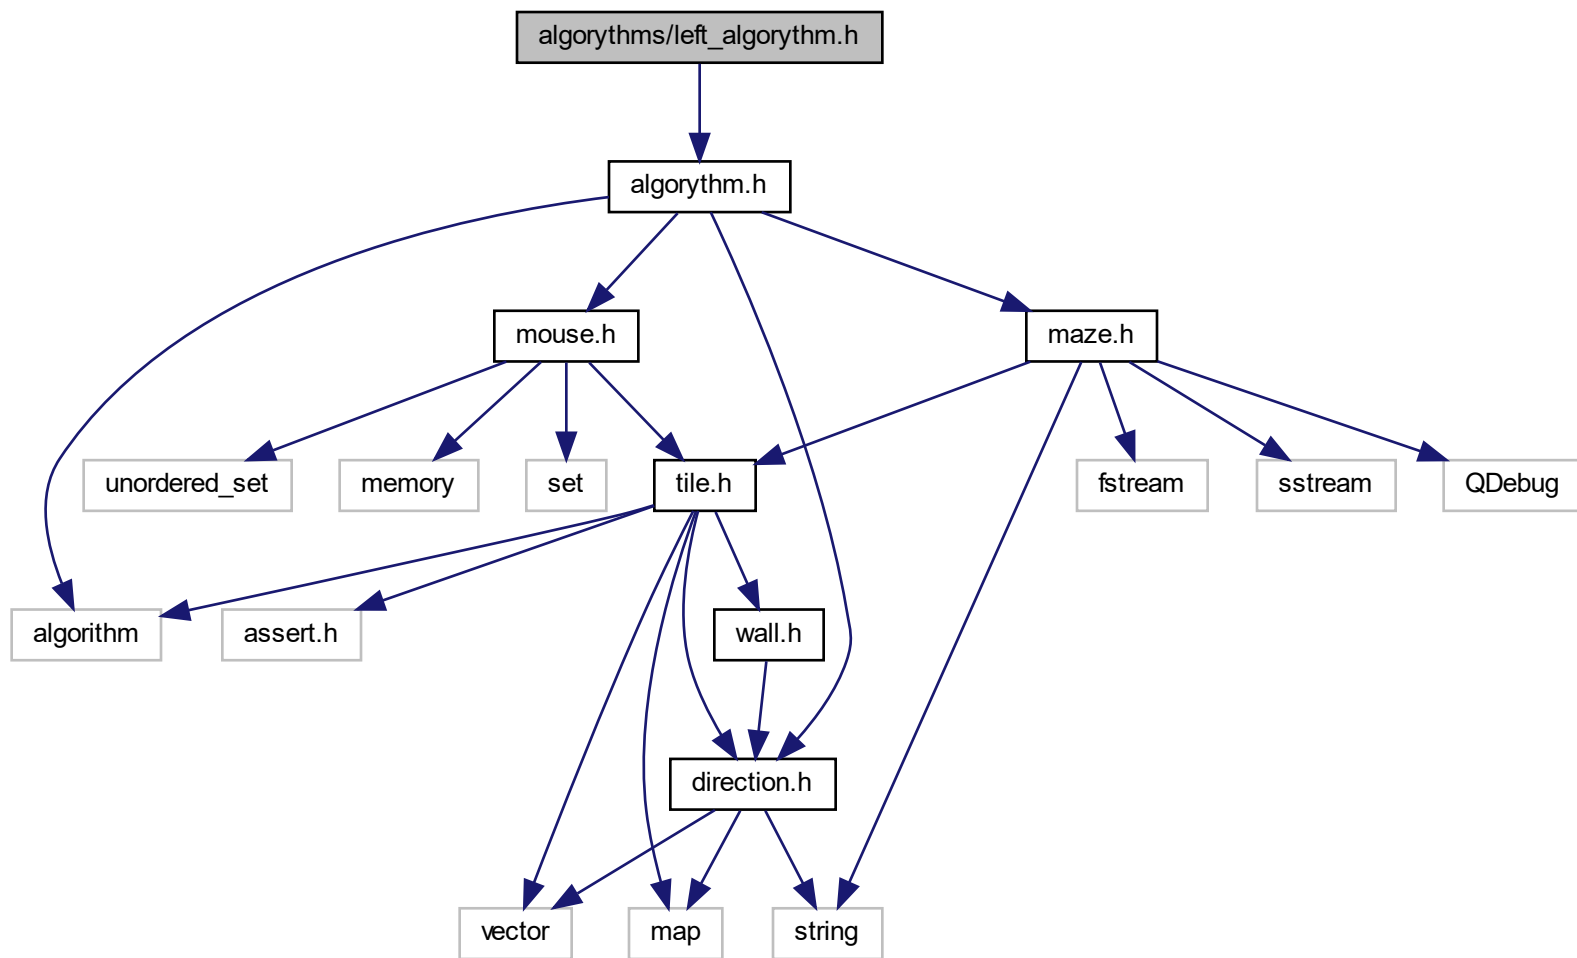 algorythms/left_algorythm.h
algorythm.h
mouse.h
maze.h
unordered_set
memory
set
tile.h
fstream
sstream
QDebug
algorithm
assert.h
wall.h
direction.h
vector
map
string